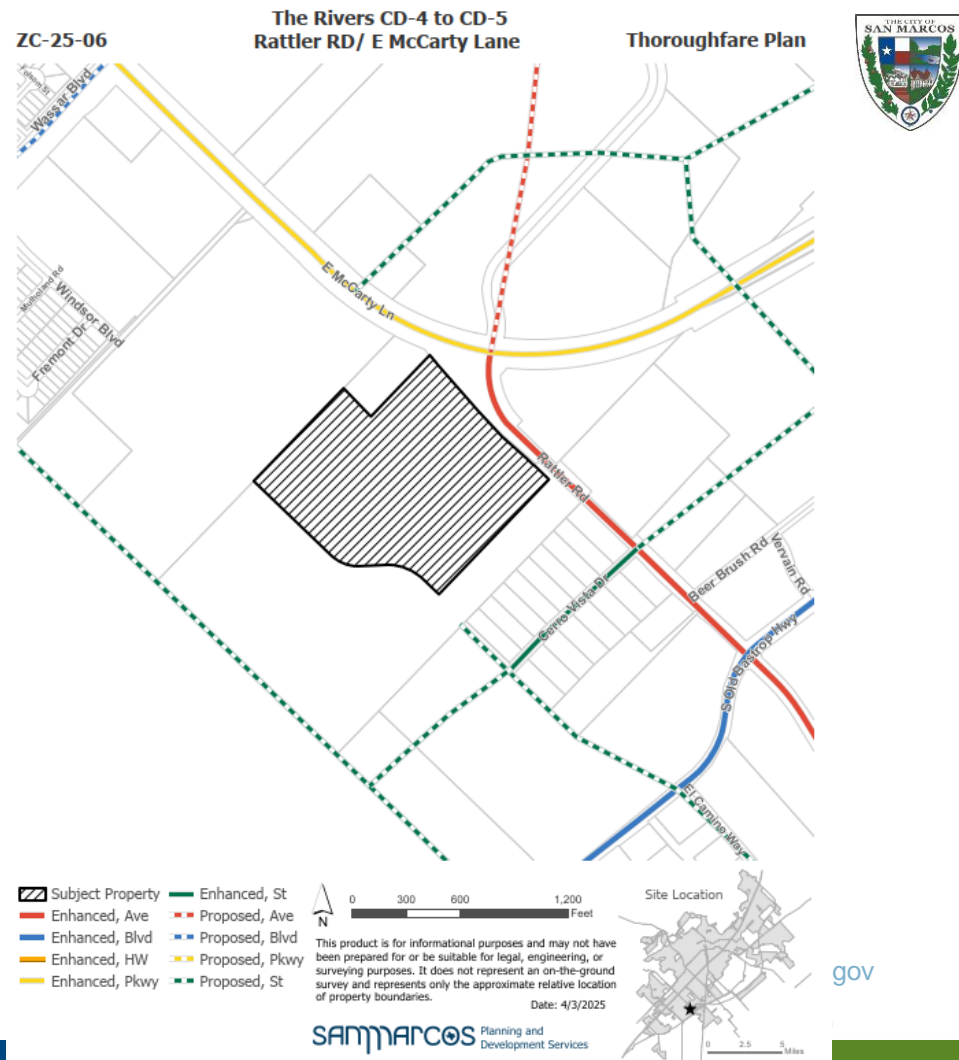 The Rivers CD-4 to CD-5
ZC-25-06
Rattler RD/ E McCarty Lane
Thoroughfare Plan
THE CITY OF
SAN MARCOS
Wassar Blvd
E McCarty Ln
Mulholland Rd
Windsor Blvd
Fremont Dr
Rattler Rd
Cerro Vista Dr
Beer Brush Rd
Vervain Rd
S Old Bastrop Hwy
El Camino Way
Subject Property
Enhanced, Ave
Enhanced, Blvd
Enhanced, HW
Enhanced, Pkwy
Enhanced, St
Proposed, Ave
Proposed, Blvd
Proposed, Pkwy
Proposed, St
N
0 300 600 1,200
Feet
This product is for informational purposes and may not have
been prepared for or be suitable for legal, engineering, or
surveying purposes. It does not represent an on-the-ground
survey and represents only the approximate relative location
of property boundaries.
Date: 4/3/2025
SANMARCOS Planning and
Development Services
Site Location
0 2.5 5
Miles
gov